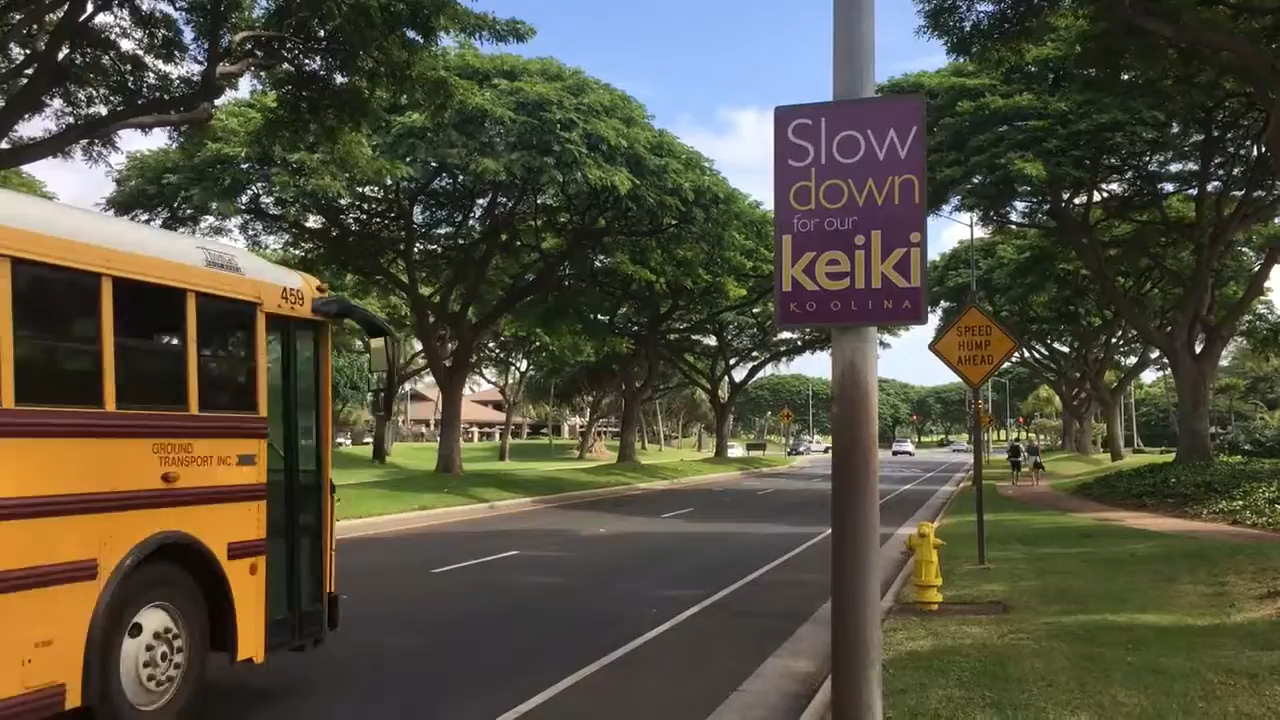 Slow
down
for our
keiki
KO OLINA
SPEED
HUMP
AHEAD
459
GROUND
TRANSPORT INC.